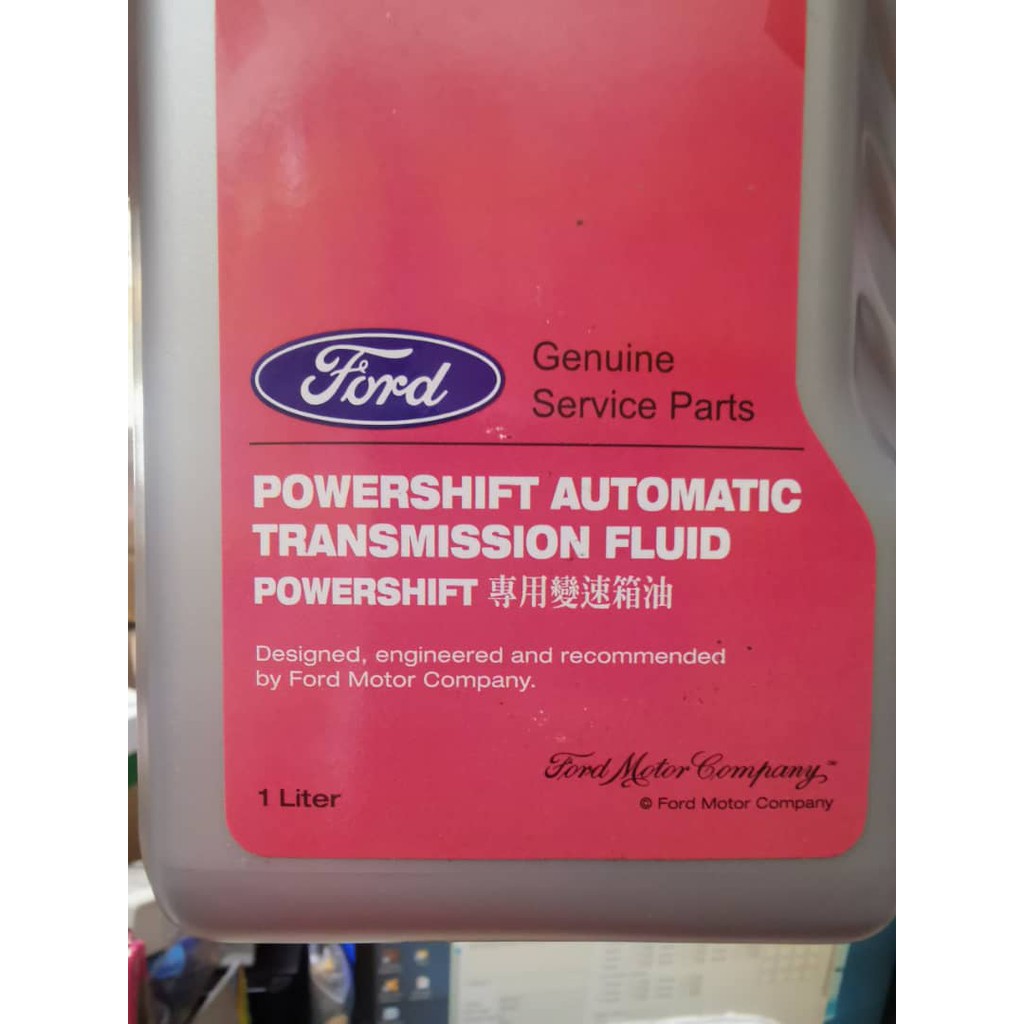 Ford
Genuine
Service Parts
POWERSHIFT AUTOMATIC
TRANSMISSION FLUID
POWERSHIFT 專用變速箱油
Designed, engineered and recommended
by Ford Motor Company.
Ford Motor Company™
1 Liter
© Ford Motor Company